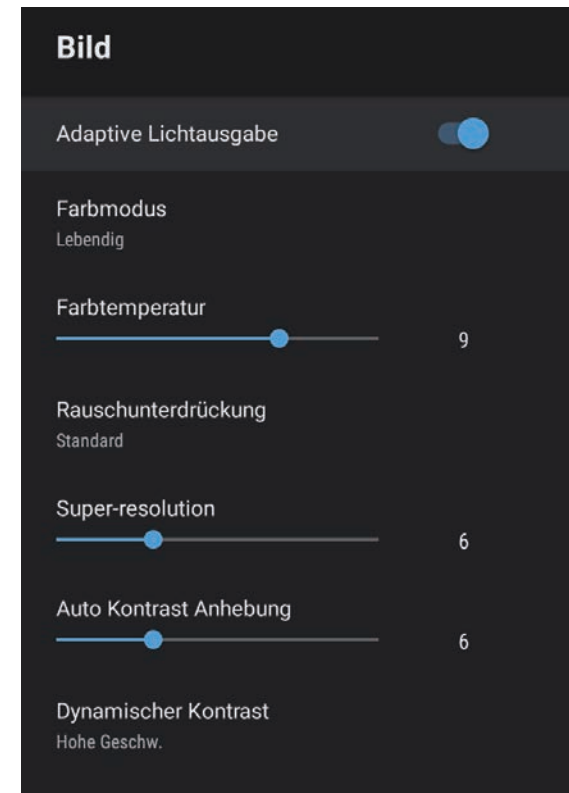 Bild
Adaptive Lichtausgabe
Farbmodus
Lebendig
Farbtemperatur
9
Rauschunterdrückung
Standard
Super-resolution
6
Auto Kontrast Anhebung
6
Dynamischer Kontrast
Hohe Geschw.